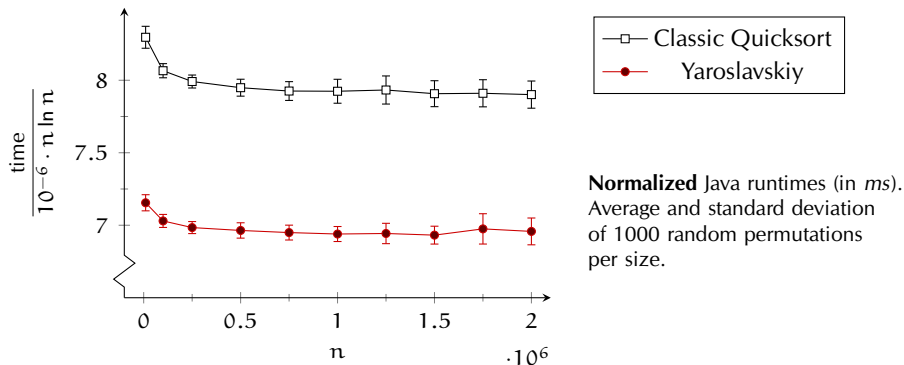 Classic Quicksort
Yaroslavskiy
time
10⁻⁶ · n ln n
8
7.5
7
0
0.5
1
1.5
2
n
·10⁶
Normalized Java runtimes (in ms).
Average and standard deviation
of 1000 random permutations
per size.